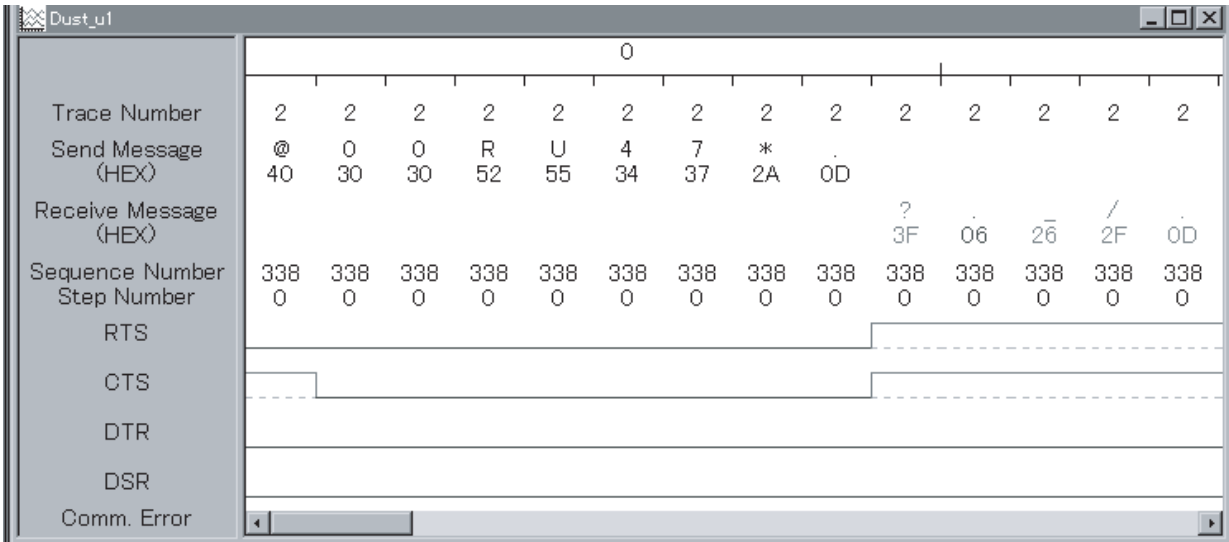 Dust_u1
0
Trace Number 2 2 2 2 2 2 2 2 2 2 2 2 2 2
Send Message @ 0 0 R U 4 7 * .
(HEX) 40 30 30 52 55 34 37 2A 0D
Receive Message ? . _ / .
(HEX) 3F 06 26 2F 0D
Sequence Number 338 338 338 338 338 338 338 338 338 338 338 338 338 338
Step Number 0 0 0 0 0 0 0 0 0 0 0 0 0 0
RTS
CTS
DTR
DSR
Comm. Error